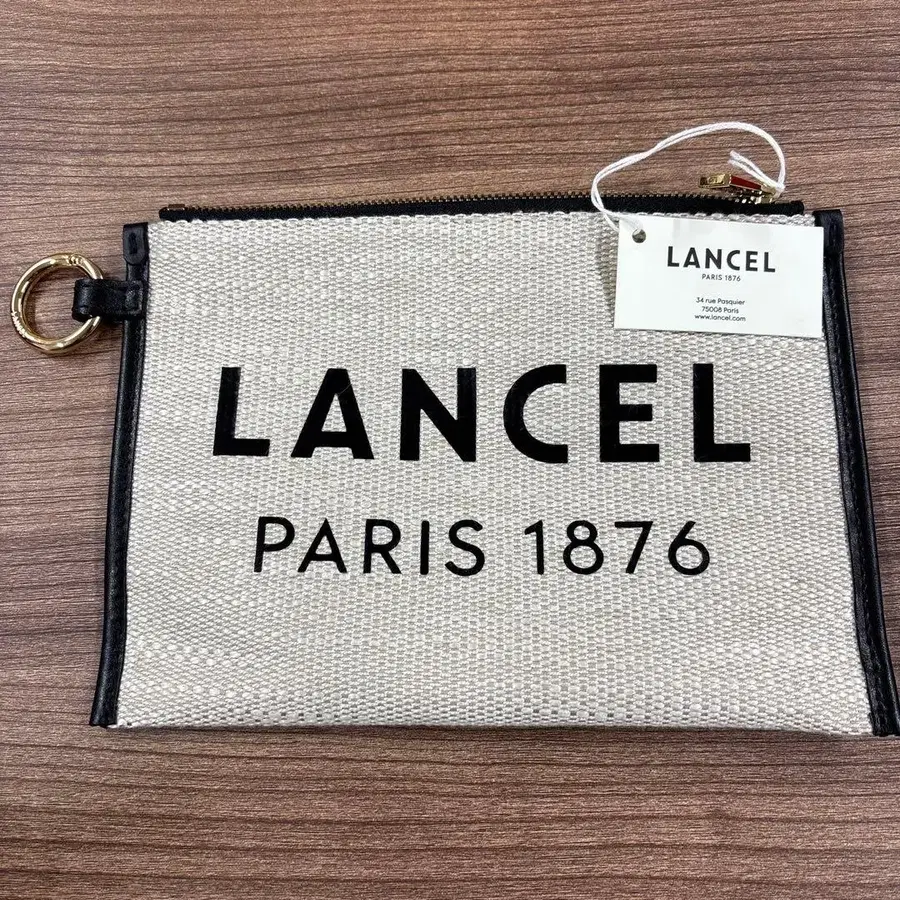 LANCEL
PARIS 1876
34 rue Pasquier
75008 Paris
www.lancel.com
LANCEL
PARIS 1876